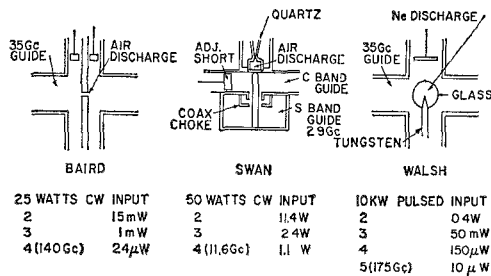 35Gc
GUIDE
AIR
DISCHARGE
BAIRD
25 WATTS CW INPUT
2 15mW
3 1mW
4 (140Gc) 24μW
QUARTZ
ADJ.
SHORT
AIR
DISCHARGE
C BAND
GUIDE
COAX
CHOKE
S BAND
GUIDE
2.9Gc
SWAN
50 WATTS CW INPUT
2 11.4W
3 2.4W
4 (11.6Gc) 1.1 W
Ne DISCHARGE
35Gc
GUIDE
GLASS
TUNGSTEN
WALSH
10KW PULSED INPUT
2 0.4W
3 50mW
4 150μW
5 (175Gc) 10 μW